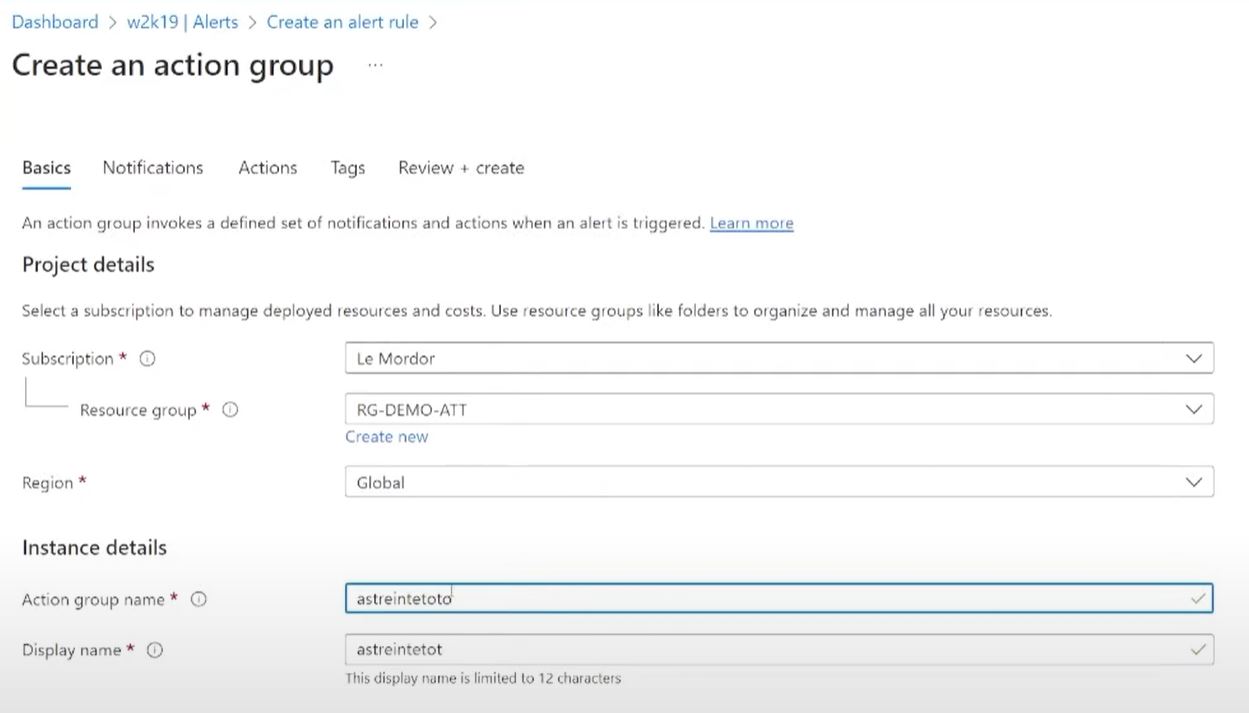 Dashboard > w2k19 | Alerts > Create an alert rule >
Create an action group ...
Basics Notifications Actions Tags Review + create
An action group invokes a defined set of notifications and actions when an alert is triggered. Learn more
Project details
Select a subscription to manage deployed resources and costs. Use resource groups like folders to organize and manage all your resources.
Subscription * Le Mordor
Resource group * RG-DEMO-ATT
Create new
Region * Global
Instance details
Action group name * astreintetoto
Display name * astreintetot
This display name is limited to 12 characters